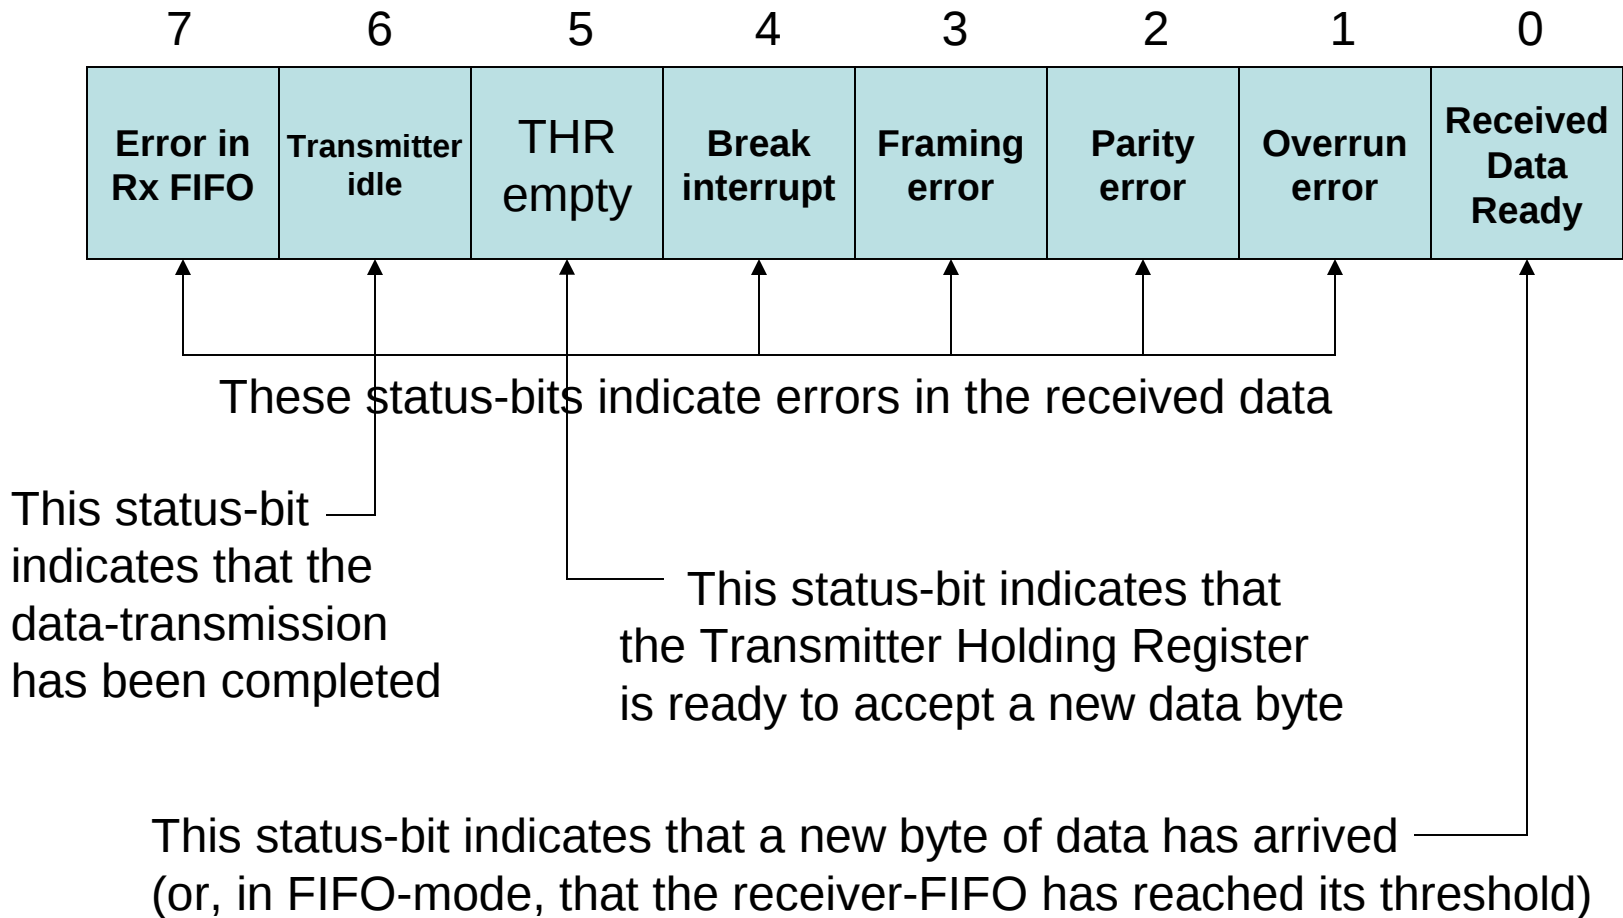 7 6 5 4 3 2 1 0
Error in
Rx FIFO
Transmitter
idle
THR
empty
Break
interrupt
Framing
error
Parity
error
Overrun
error
Received
Data
Ready
These status-bits indicate errors in the received data
This status-bit
indicates that the
data-transmission
has been completed
This status-bit indicates that
the Transmitter Holding Register
is ready to accept a new data byte
This status-bit indicates that a new byte of data has arrived
(or, in FIFO-mode, that the receiver-FIFO has reached its threshold)